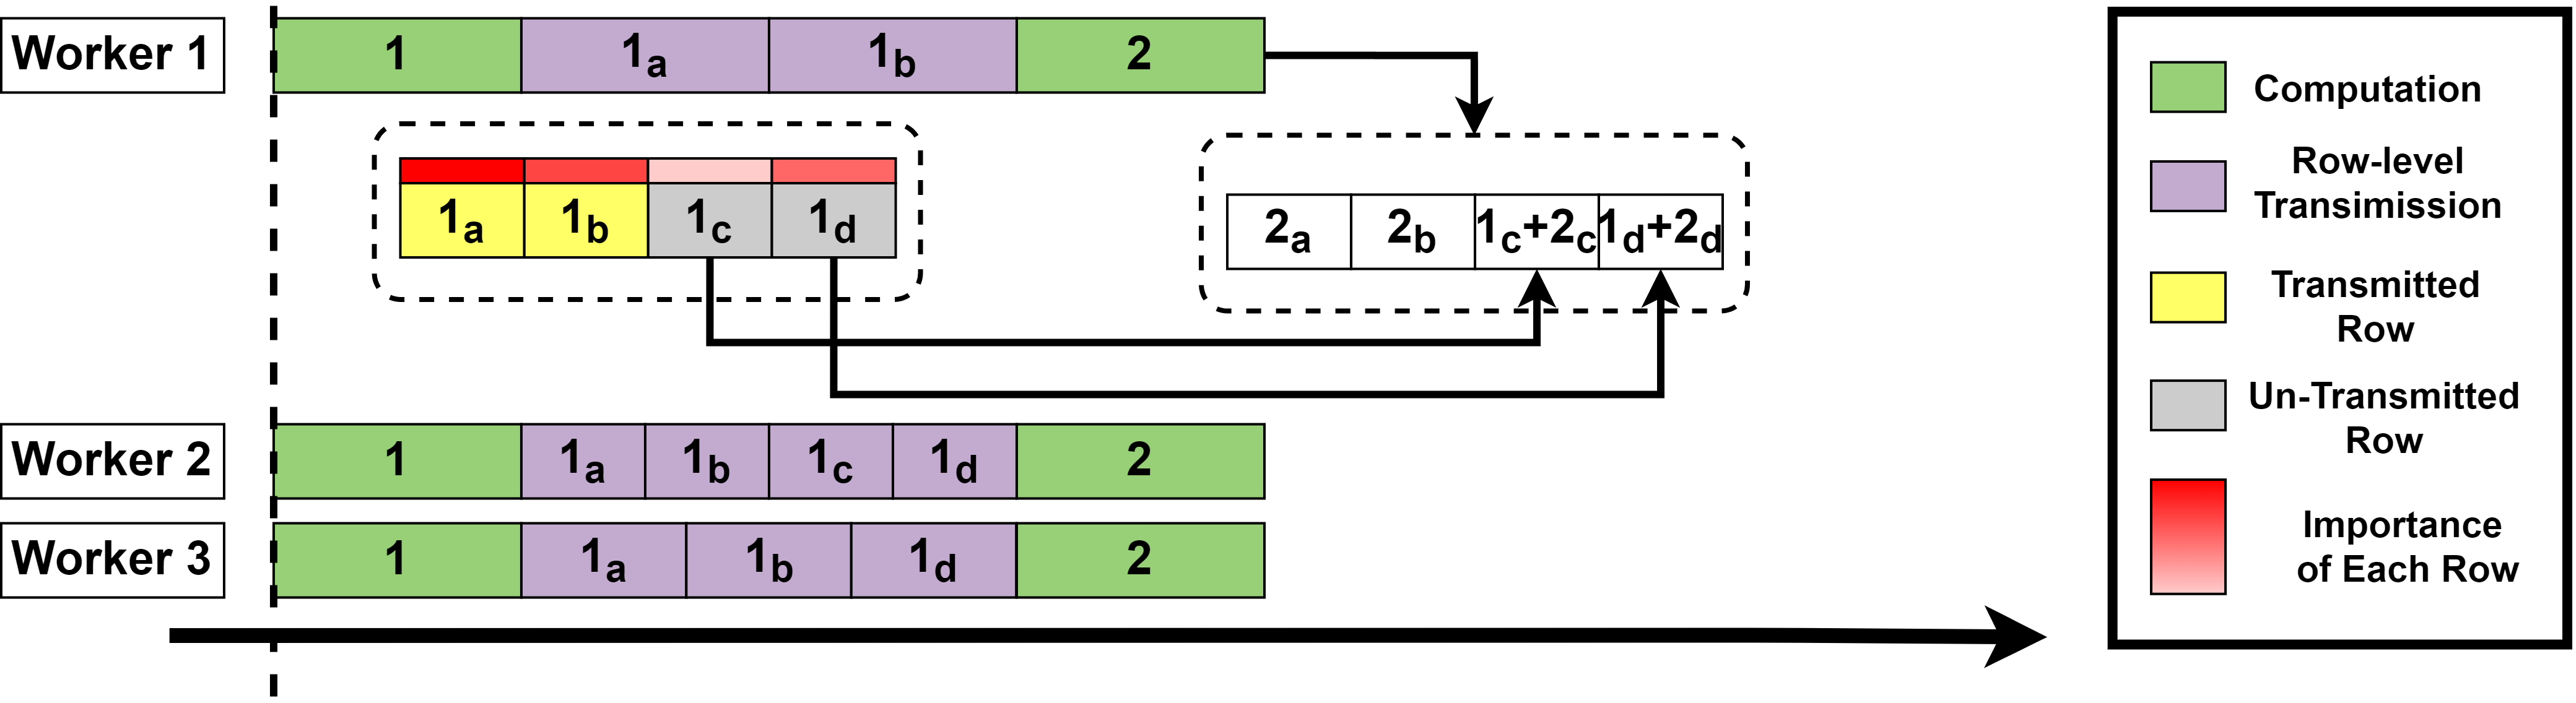 Worker 1
1 1a 1b 2
1a 1b 1c 1d
2a 2b 1c+2c 1d+2d
Worker 2
1 1a 1b 1c 1d 2
Worker 3
1 1a 1b 1d 2
Computation
Row-level
Transimission
Transmitted
Row
Un-Transmitted
Row
Importance
of Each Row